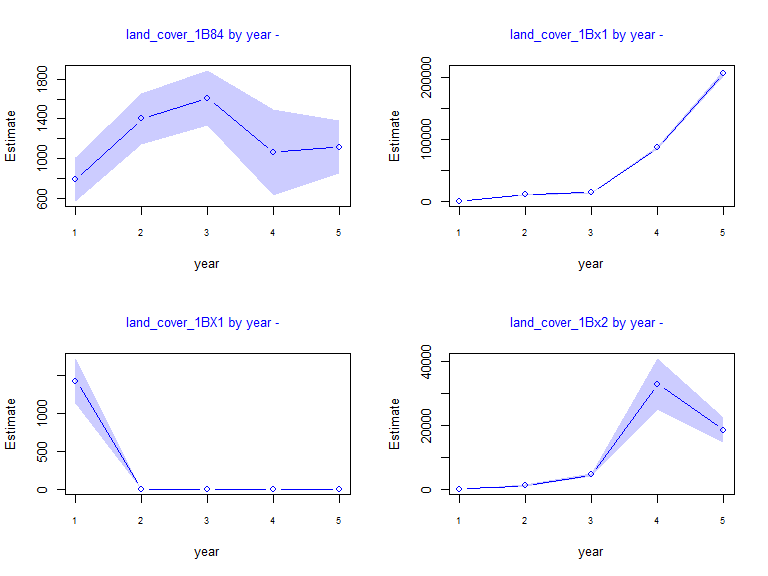 land_cover_1B84 by year -
Estimate
600 1000 1400 1800
1 2 3 4 5
year
land_cover_1Bx1 by year -
Estimate
0 100000 200000
1 2 3 4 5
year
land_cover_1BX1 by year -
Estimate
0 500 1000
1 2 3 4 5
year
land_cover_1Bx2 by year -
Estimate
0 20000 40000
1 2 3 4 5
year